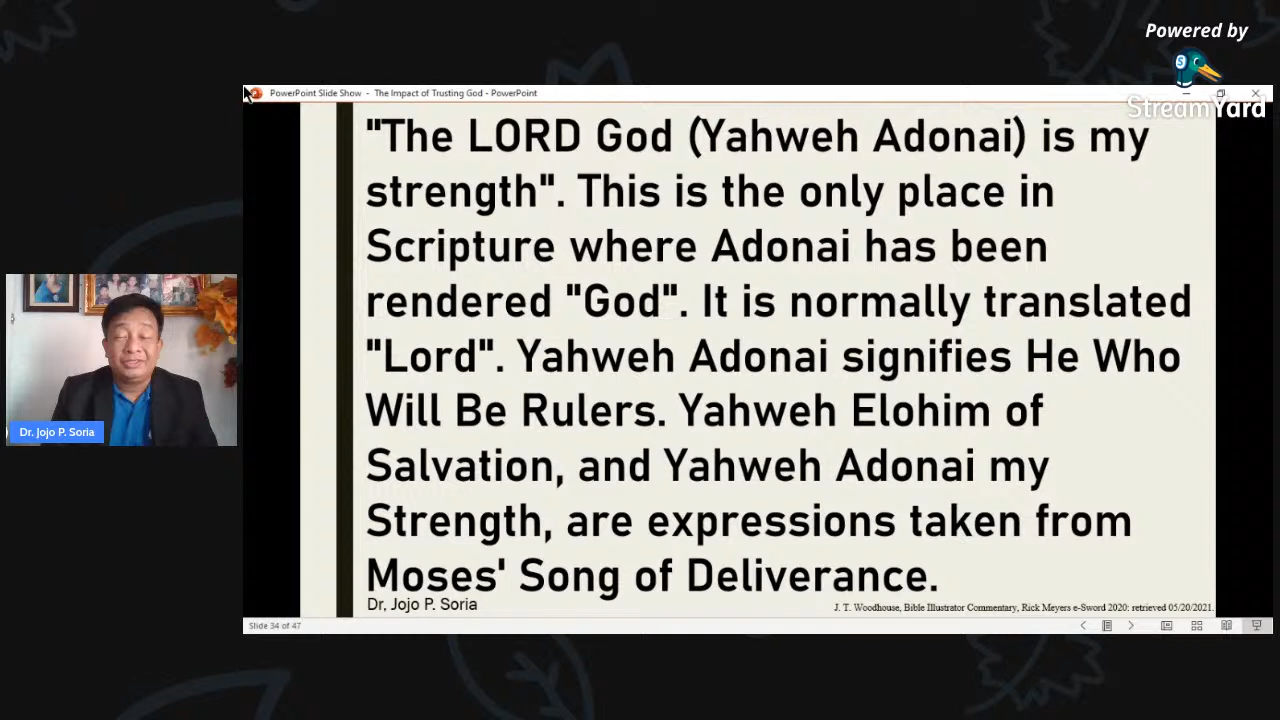 Powered by
StreamYard
PowerPoint Slide Show - The Impact of Trusting God - PowerPoint
"The LORD God (Yahweh Adonai) is my
strength". This is the only place in
Scripture where Adonai has been
rendered "God". It is normally translated
"Lord". Yahweh Adonai signifies He Who
Will Be Rulers. Yahweh Elohim of
Salvation, and Yahweh Adonai my
Strength, are expressions taken from
Moses' Song of Deliverance.
Dr, Jojo P. Soria
J. T. Woodhouse, Bible Illustrator Commentary, Rick Meyers e-Sword 2020: retrieved 05/20/2021.
Slide 34 of 47
Dr. Jojo P. Soria